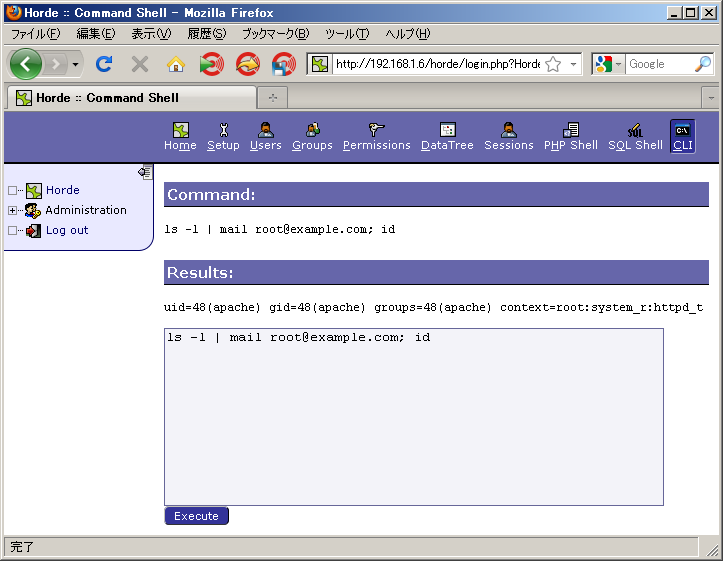 Horde :: Command Shell - Mozilla Firefox
ファイル(F) 編集(E) 表示(V) 履歴(S) ブックマーク(B) ツール(T) ヘルプ(H)
http://192.168.1.6/horde/login.php?Horde Google
Horde :: Command Shell
Home Setup Users Groups Permissions DataTree Sessions PHP Shell SQL Shell CLI
Horde
Administration
Log out
Command:
ls -l | mail root@example.com; id
Results:
uid=48(apache) gid=48(apache) groups=48(apache) context=root:system_r:httpd_t
ls -l | mail root@example.com; id
Execute
完了